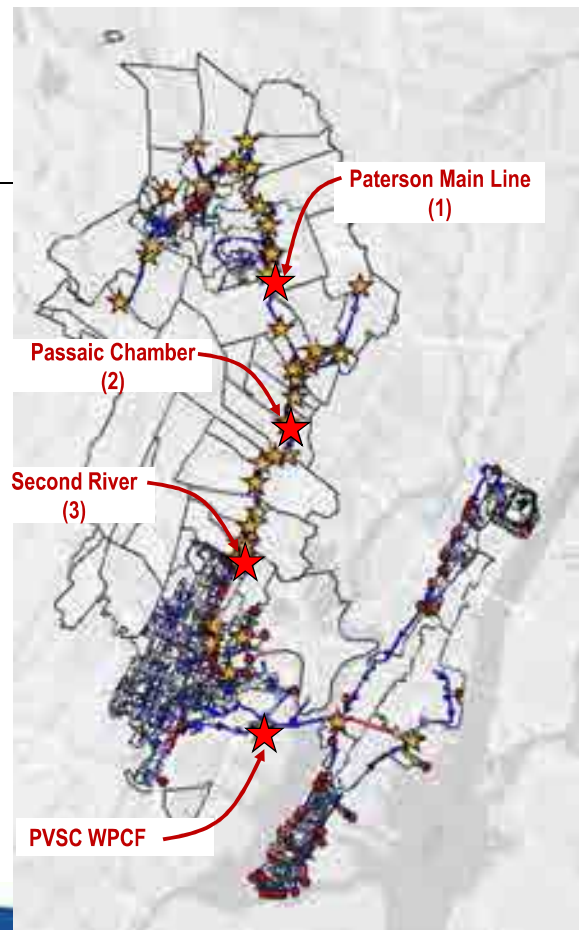 Paterson Main Line
(1)
Passaic Chamber
(2)
Second River
(3)
PVSC WPCF